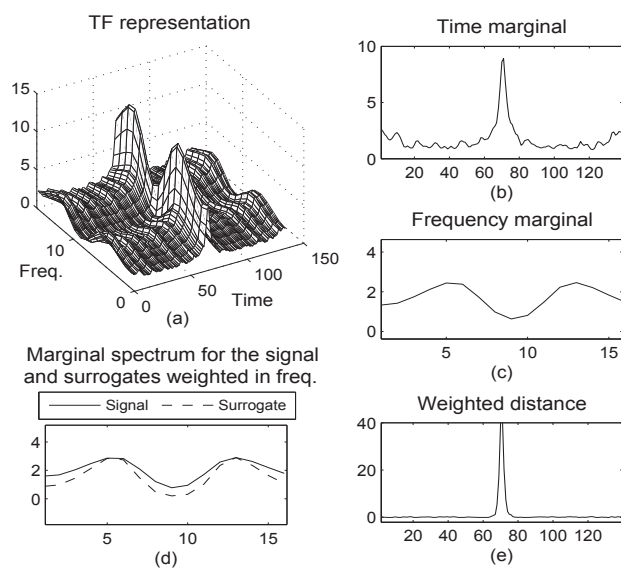 TF representation
15
10
5
0
10
0
Freq.
0
50
100
150
Time
(a)
Time marginal
10
5
0
20 40 60 80 100 120
(b)
Frequency marginal
4
2
0
5 10 15
(c)
Marginal spectrum for the signal
and surrogates weighted in freq.
Signal Surrogate
4
2
0
5 10 15
(d)
Weighted distance
40
20
0
20 40 60 80 100 120
(e)